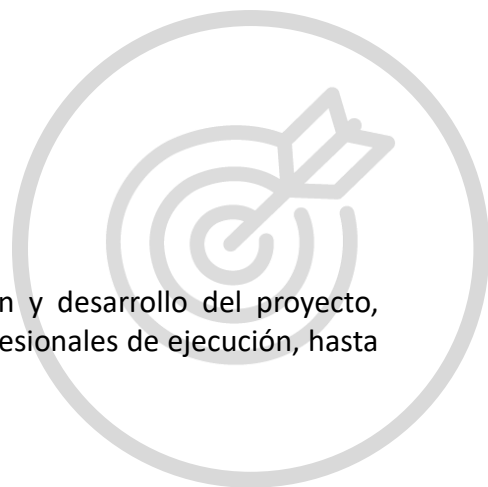 n y desarrollo del proyecto,
esionales de ejecución, hasta